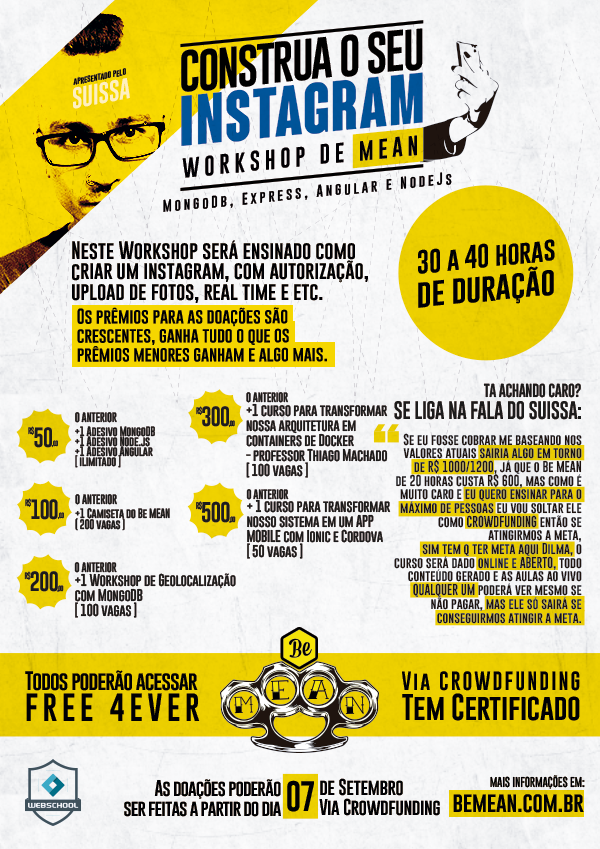 APRESENTADO PELO
SUISSA
CONSTRUA O SEU
INSTAGRAM
WORKSHOP DE MEAN
MONGODB, EXPRESS, ANGULAR E NODEJS
NESTE WORKSHOP SERÁ ENSINADO COMO
CRIAR UM INSTAGRAM, COM AUTORIZAÇÃO,
UPLOAD DE FOTOS, REAL TIME E ETC.
OS PRÊMIOS PARA AS DOAÇÕES SÃO
CRESCENTES, GANHA TUDO O QUE OS
PRÊMIOS MENORES GANHAM E ALGO MAIS.
30 A 40 HORAS
DE DURAÇÃO
R$50,00
O ANTERIOR
+1 ADESIVO MONGODB
+1 ADESIVO NODE.JS
+1 ADESIVO ANGULAR
[ ILIMITADO ]
R$100,00
O ANTERIOR
+1 CAMISETA DO BE MEAN
[ 200 VAGAS ]
R$200,00
O ANTERIOR
+1 WORKSHOP DE GEOLOCALIZAÇÃO
COM MONGODB
[ 100 VAGAS ]
R$300,00
O ANTERIOR
+1 CURSO PARA TRANSFORMAR
NOSSA ARQUITETURA EM
CONTAINERS DE DOCKER
- PROFESSOR THIAGO MACHADO
[ 100 VAGAS ]
R$500,00
O ANTERIOR
+ 1 CURSO PARA TRANSFORMAR
NOSSO SISTEMA EM UM APP
MOBILE COM IONIC E CORDOVA
[ 50 VAGAS ]
TA ACHANDO CARO?
SE LIGA NA FALA DO SUISSA:
“
SE EU FOSSE COBRAR ME BASEANDO NOS
VALORES ATUAIS SAIRIA ALGO EM TORNO
DE R$ 1000/1200, JÁ QUE O BE MEAN
DE 20 HORAS CUSTA R$ 600, MAS COMO É
MUITO CARO E EU QUERO ENSINAR PARA O
MÁXIMO DE PESSOAS EU VOU SOLTAR ELE
COMO CROWDFUNDING ENTÃO SE
ATINGIRMOS A META,
SIM TEM Q TER META AQUI DILMA, O
CURSO SERÁ DADO ONLINE E ABERTO, TODO
CONTEÚDO GERADO E AS AULAS AO VIVO
QUALQUER UM PODERÁ VER MESMO SE
NÃO PAGAR, MAS ELE SÓ SAIRÁ SE
CONSEGUIRMOS ATINGIR A META.
TODOS PODERÃO ACESSAR
FREE 4EVER
Be
MEAN
VIA CROWDFUNDING
TEM CERTIFICADO
WEBSCHOOL
AS DOAÇÕES PODERÃO
SER FEITAS A PARTIR DO DIA
07
DE SETEMBRO
VIA CROWDFUNDING
MAIS INFORMAÇÕES EM:
BEMEAN.COM.BR